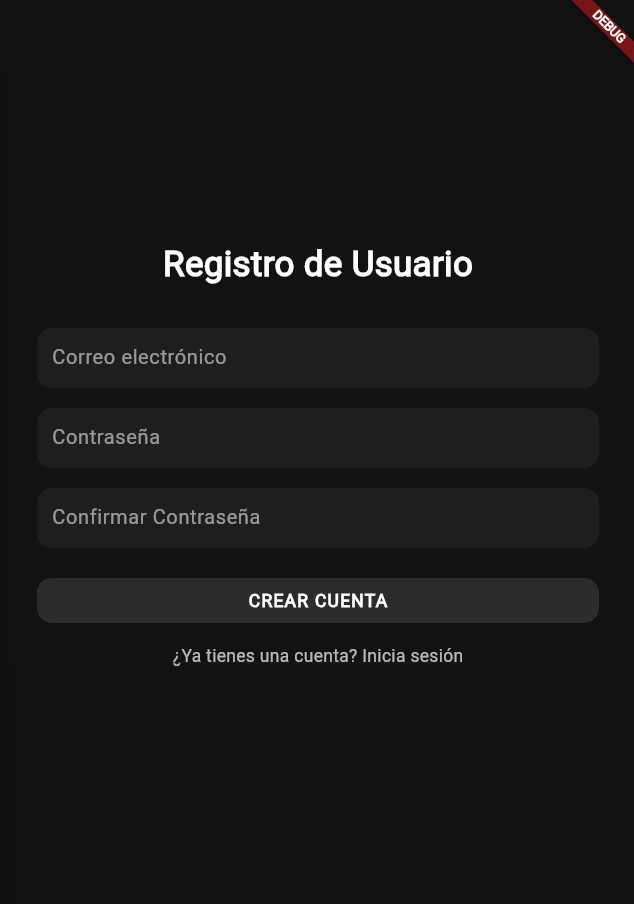 DEBUG
Registro de Usuario
Correo electrónico
Contraseña
Confirmar Contraseña
CREAR CUENTA
¿Ya tienes una cuenta? Inicia sesión